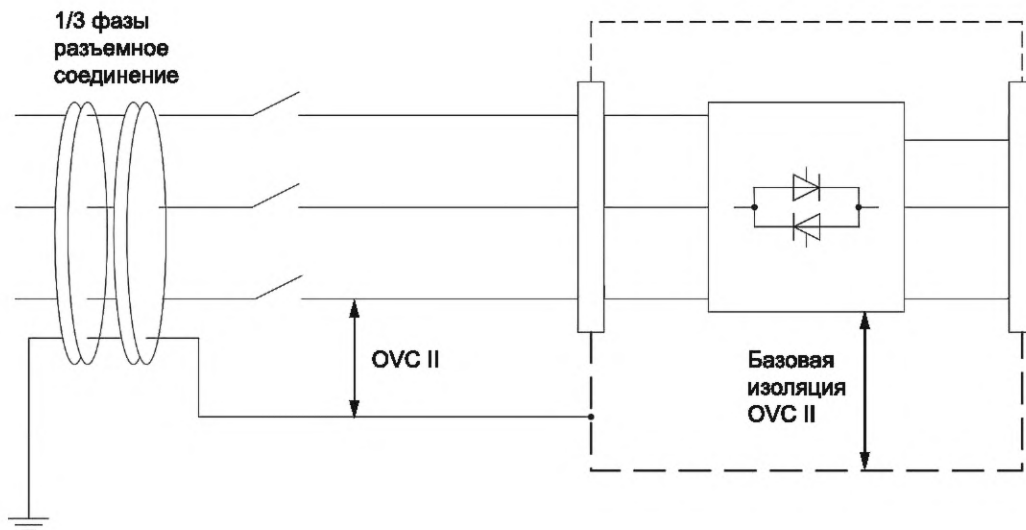 1/3 фазы
разъемное
соединение
OVC II
Базовая
изоляция
OVC II